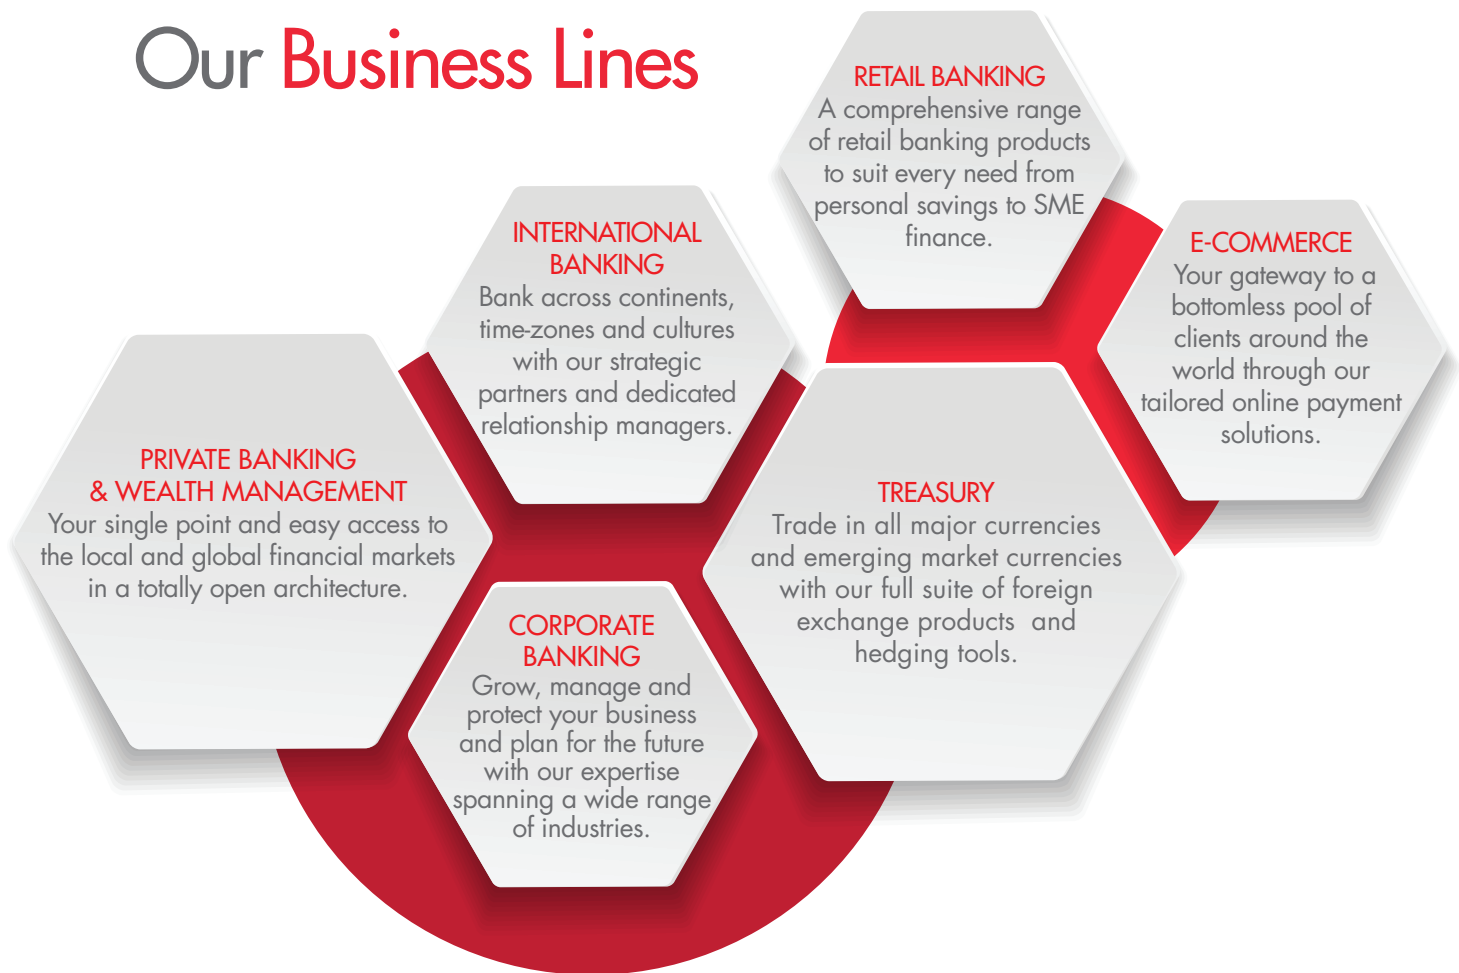 Our Business Lines
RETAIL BANKING
A comprehensive range
of retail banking products
to suit every need from
personal savings to SME
finance.
INTERNATIONAL
BANKING
Bank across continents,
time-zones and cultures
with our strategic
partners and dedicated
relationship managers.
E-COMMERCE
Your gateway to a
bottomless pool of
clients around the
world through our
tailored online payment
solutions.
PRIVATE BANKING
& WEALTH MANAGEMENT
Your single point and easy access to
the local and global financial markets
in a totally open architecture.
TREASURY
Trade in all major currencies
and emerging market currencies
with our full suite of foreign
exchange products and
hedging tools.
CORPORATE
BANKING
Grow, manage and
protect your business
and plan for the future
with our expertise
spanning a wide range
of industries.